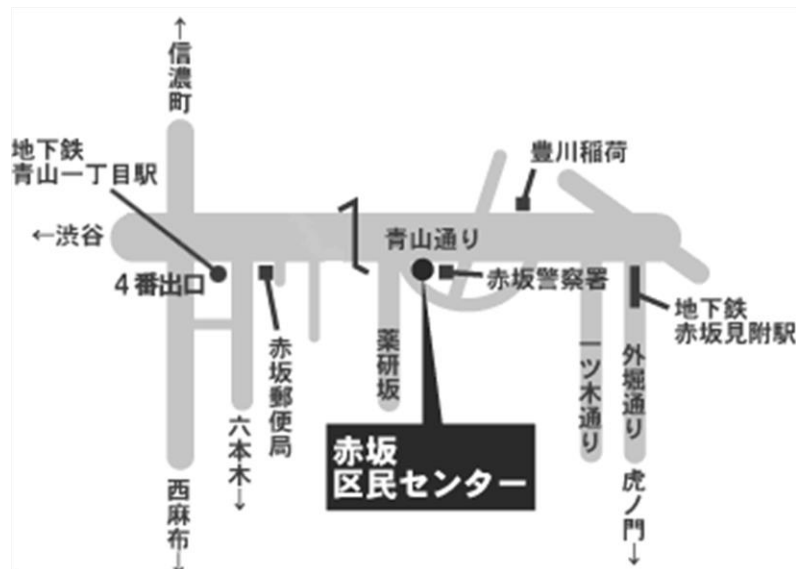 ↑信濃町
地下鉄
青山一丁目駅
豊川稲荷
←渋谷
青山通り
4番出口
赤坂警察署
地下鉄
赤坂見附駅
赤坂郵便局
薬研坂
一ツ木通り
外堀通り
六本木↓
赤坂
区民センター
西麻布↓
虎ノ門↓